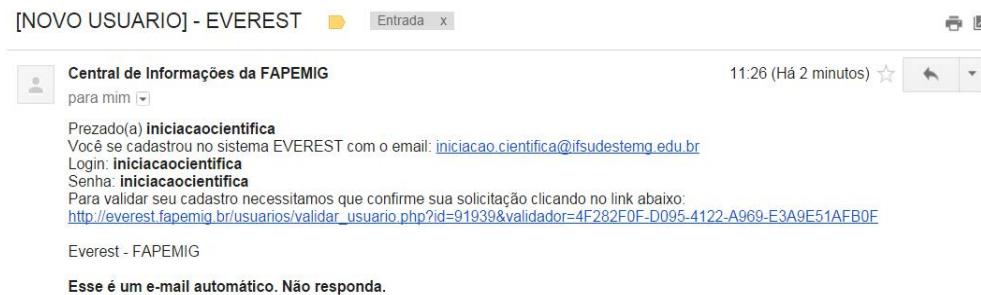 [NOVO USUARIO] - EVEREST
Entrada x
Central de Informações da FAPEMIG
11:26 (Há 2 minutos)
para mim
Prezado(a) iniciacaocientifica
Você se cadastrou no sistema EVEREST com o email: iniciacao.cientifica@ifsudestemg.edu.br
Login: iniciacaocientifica
Senha: iniciacaocientifica
Para validar seu cadastro necessitamos que confirme sua solicitação clicando no link abaixo:
http://everest.fapemig.br/usuarios/validar_usuario.php?id=91939&validador=4F282F0F-D095-4122-A969-E3A9E51AFB0F
Everest - FAPEMIG
Esse é um e-mail automático. Não responda.